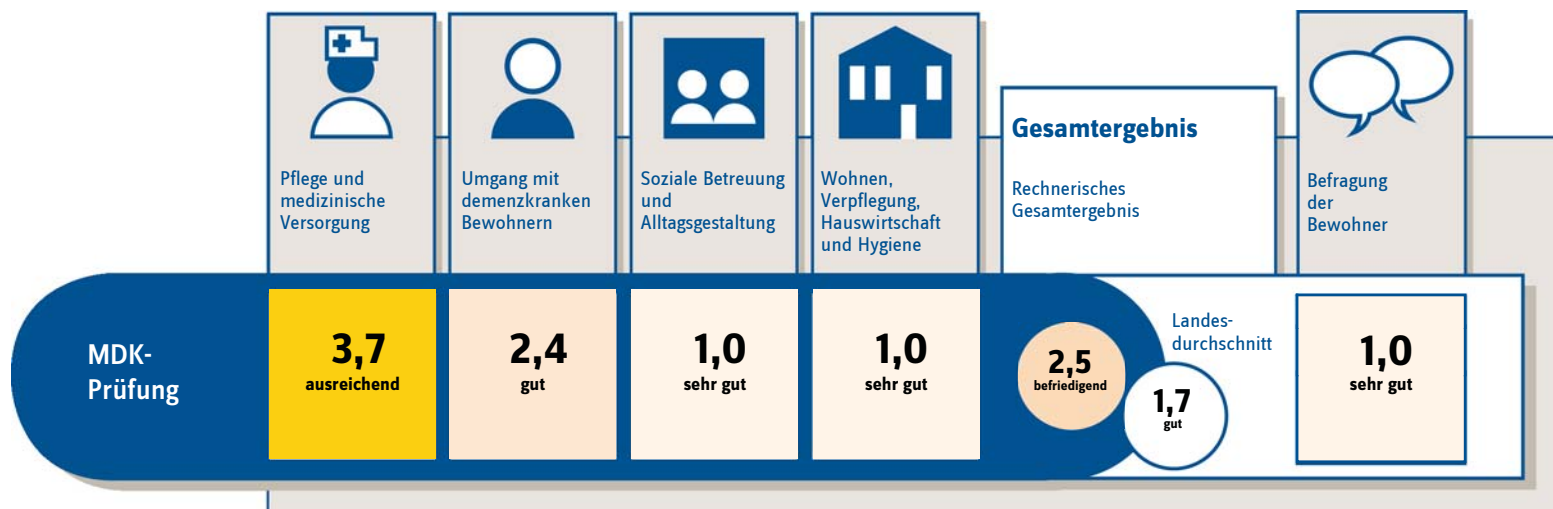 Pflege und
medizinische
Versorgung
Umgang mit
demenzkranken
Bewohnern
Soziale Betreuung
und
Alltagsgestaltung
Wohnen,
Verpflegung,
Hauswirtschaft
und Hygiene
Gesamtergebnis
Rechnerisches
Gesamtergebnis
Befragung
der
Bewohner
MDK-
Prüfung
3,7
ausreichend
2,4
gut
1,0
sehr gut
1,0
sehr gut
2,5
befriedigend
Landes-
durchschnitt
1,7
gut
1,0
sehr gut